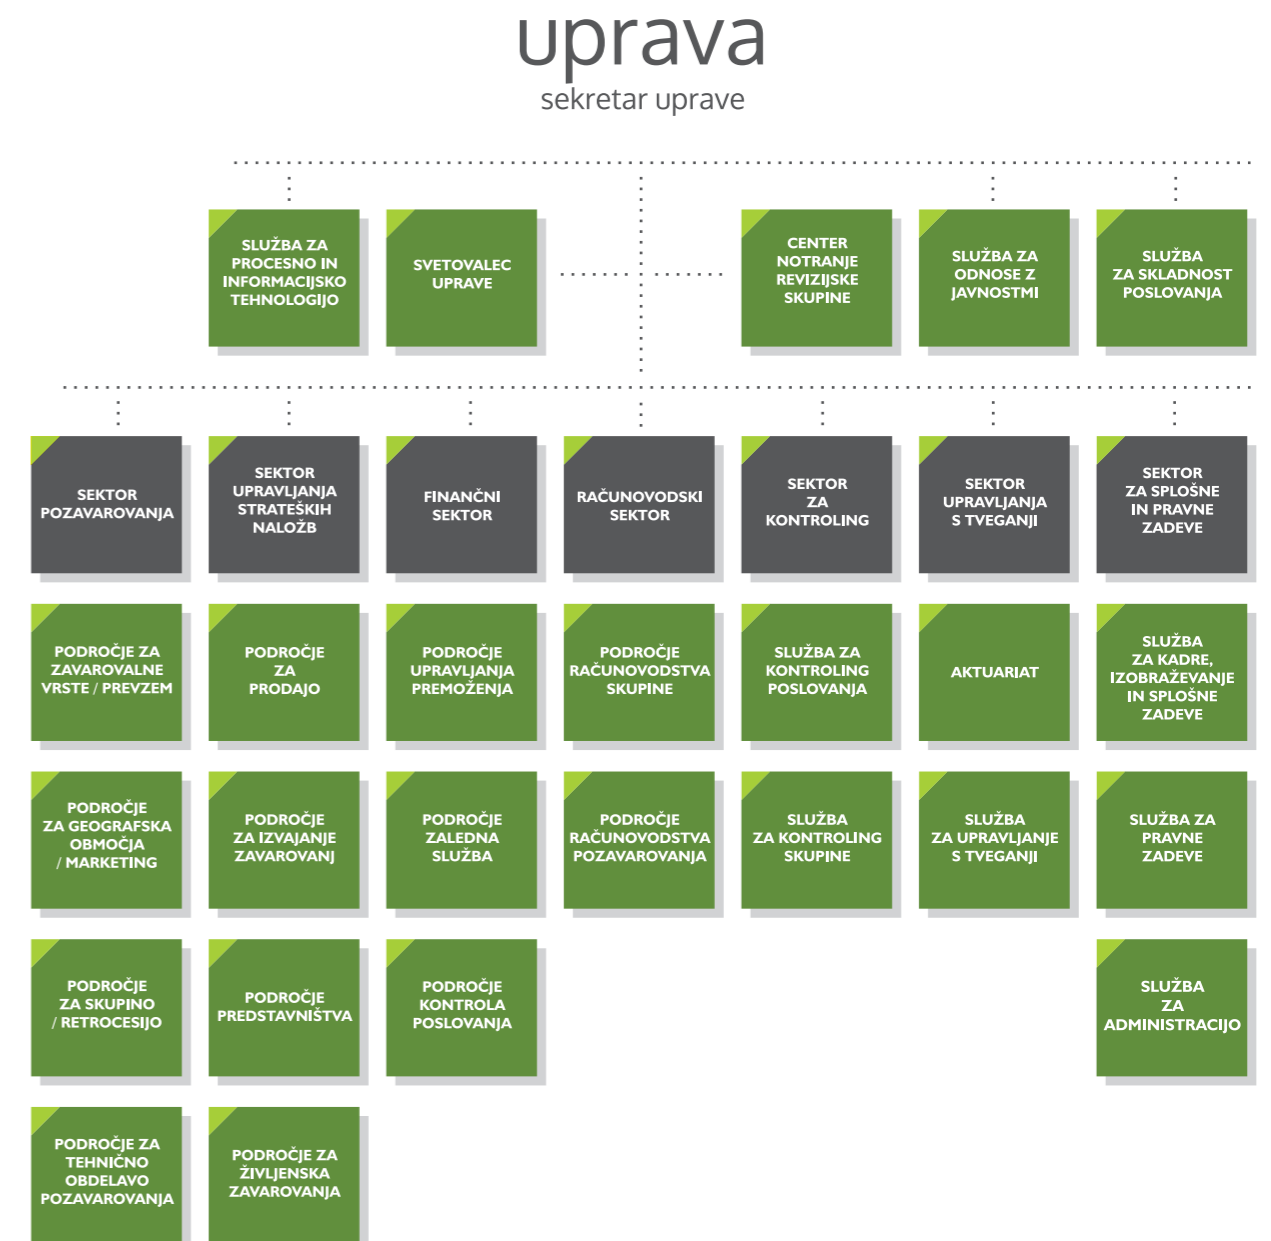 uprava
sekretar uprave
SLUŽBA ZA
PROCESNO IN
INFORMACIJSKO
TEHNOLOGIJO
SVETOVALEC
UPRAVE
CENTER
NOTRANJE
REVIZIJSKE
SKUPINE
SLUŽBA ZA
ODNOSE Z
JAVNOSTMI
SLUŽBA
ZA SKLADNOST
POSLOVANJA
SEKTOR
POZAVAROVANJA
SEKTOR
UPRAVLJANJA
STRATEŠKIH
NALOŽB
FINANČNI
SEKTOR
RAČUNOVODSKI
SEKTOR
SEKTOR
ZA
KONTROLING
SEKTOR
UPRAVLJANJA
S TVEGANJI
SEKTOR
ZA SPLOŠNE
IN PRAVNE
ZADEVE
PODROČJE ZA
ZAVAROVALNE
VRSTE / PREVZEM
PODROČJE
ZA
PRODAJO
PODROČJE
UPRAVLJANJA
PREMOŽENJA
PODROČJE
RAČUNOVODSTVA
SKUPINE
SLUŽBA ZA
KONTROLING
POSLOVANJA
AKTUARIAT
SLUŽBA
ZA KADRE,
IZOBRAŽEVANJE
IN SPLOŠNE
ZADEVE
PODROČJE
ZA GEOGRAFSKA
OBMOČJA
/ MARKETING
PODROČJE
ZA IZVAJANJE
ZAVAROVANJ
PODROČJE
ZALEDNA
SLUŽBA
PODROČJE
RAČUNOVODSTVA
POZAVAROVANJA
SLUŽBA
ZA KONTROLING
SKUPINE
SLUŽBA
ZA UPRAVLJANJE
S TVEGANJI
SLUŽBA ZA
PRAVNE
ZADEVE
PODROČJE
ZA SKUPINO
/ RETROCESIJO
PODROČJE
PREDSTAVNIŠTVA
PODROČJE
KONTROLA
POSLOVANJA
SLUŽBA
ZA
ADMINISTRACIJO
PODROČJE ZA
TEHNIČNO
OBDELAVO
POZAVAROVANJA
PODROČJE ZA
ŽIVLJENSKA
ZAVAROVANJA